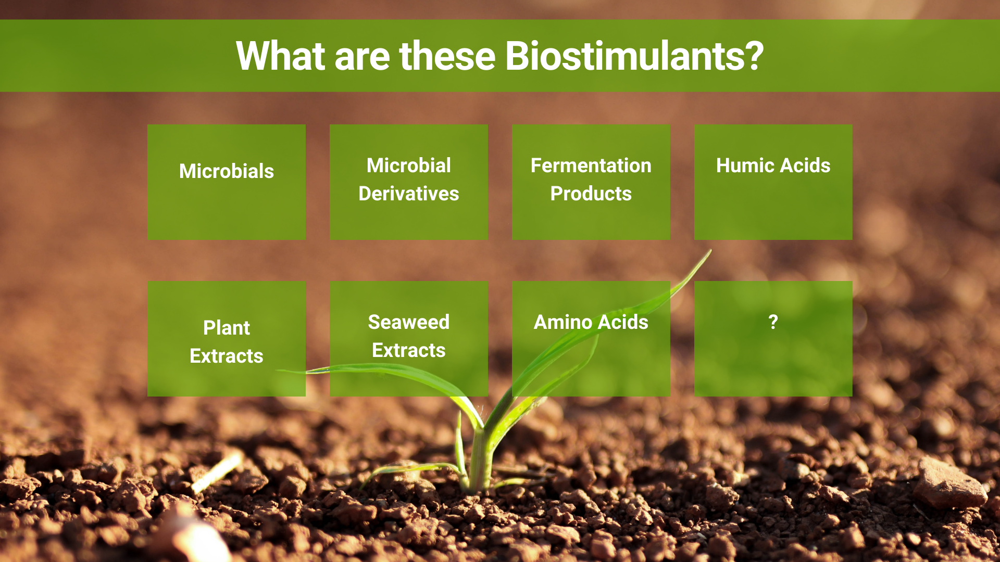 What are these Biostimulants?
Microbials
Microbial
Derivatives
Fermentation
Products
Humic Acids
Plant
Extracts
Seaweed
Extracts
Amino Acids
?